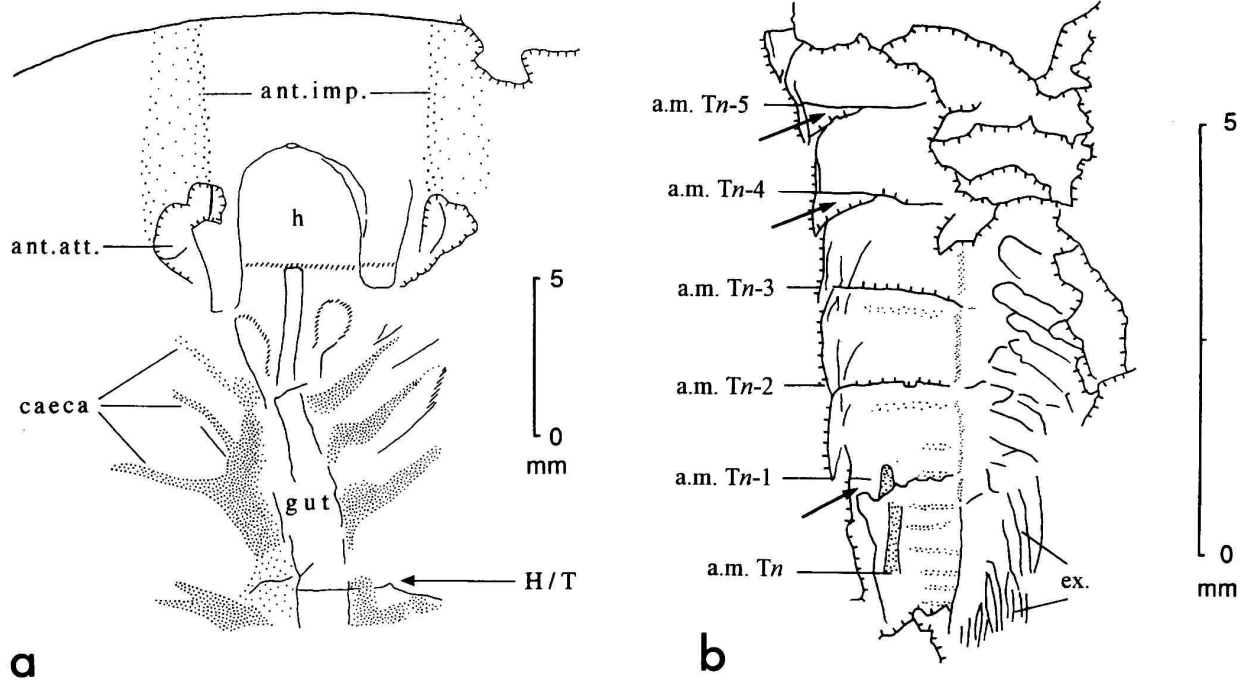 ant.imp.
h
ant.att.
5
0
mm
caeca
gut
H/T
a
a.m. Tn-5
a.m. Tn-4
a.m. Tn-3
a.m. Tn-2
a.m. Tn-1
a.m. Tn
ex.
5
0
mm
b